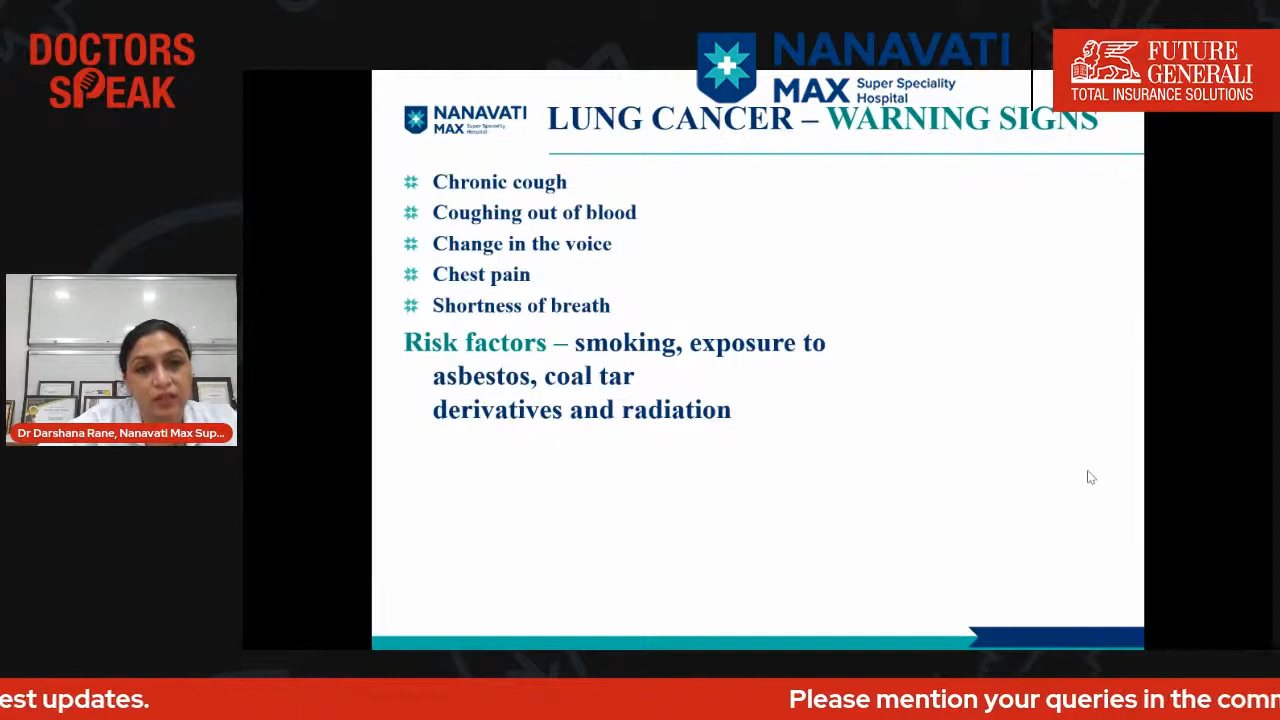 DOCTORS
SPEAK
NANAVATI
MAX Super Speciality
Hospital
FUTURE
GENERALI
TOTAL INSURANCE SOLUTIONS
NANAVATI
MAX Super Speciality
Hospital
LUNG CANCER – WARNING SIGNS
Chronic cough
Coughing out of blood
Change in the voice
Chest pain
Shortness of breath
Risk factors – smoking, exposure to
asbestos, coal tar
derivatives and radiation
Dr Darshana Rane, Nanavati Max Sup...
est updates.
Please mention your queries in the comm